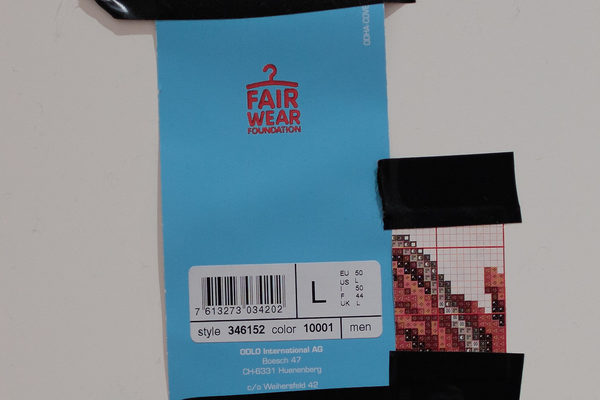 FAIR
WEAR
FOUNDATION
7 613273 034202
L
EU 50
US L
I 50
F 44
UK L
style 346152 color 10001 men
ODLO International AG
Boesch 47
CH-6331 Huenenberg
c/o Weihersfeld 42